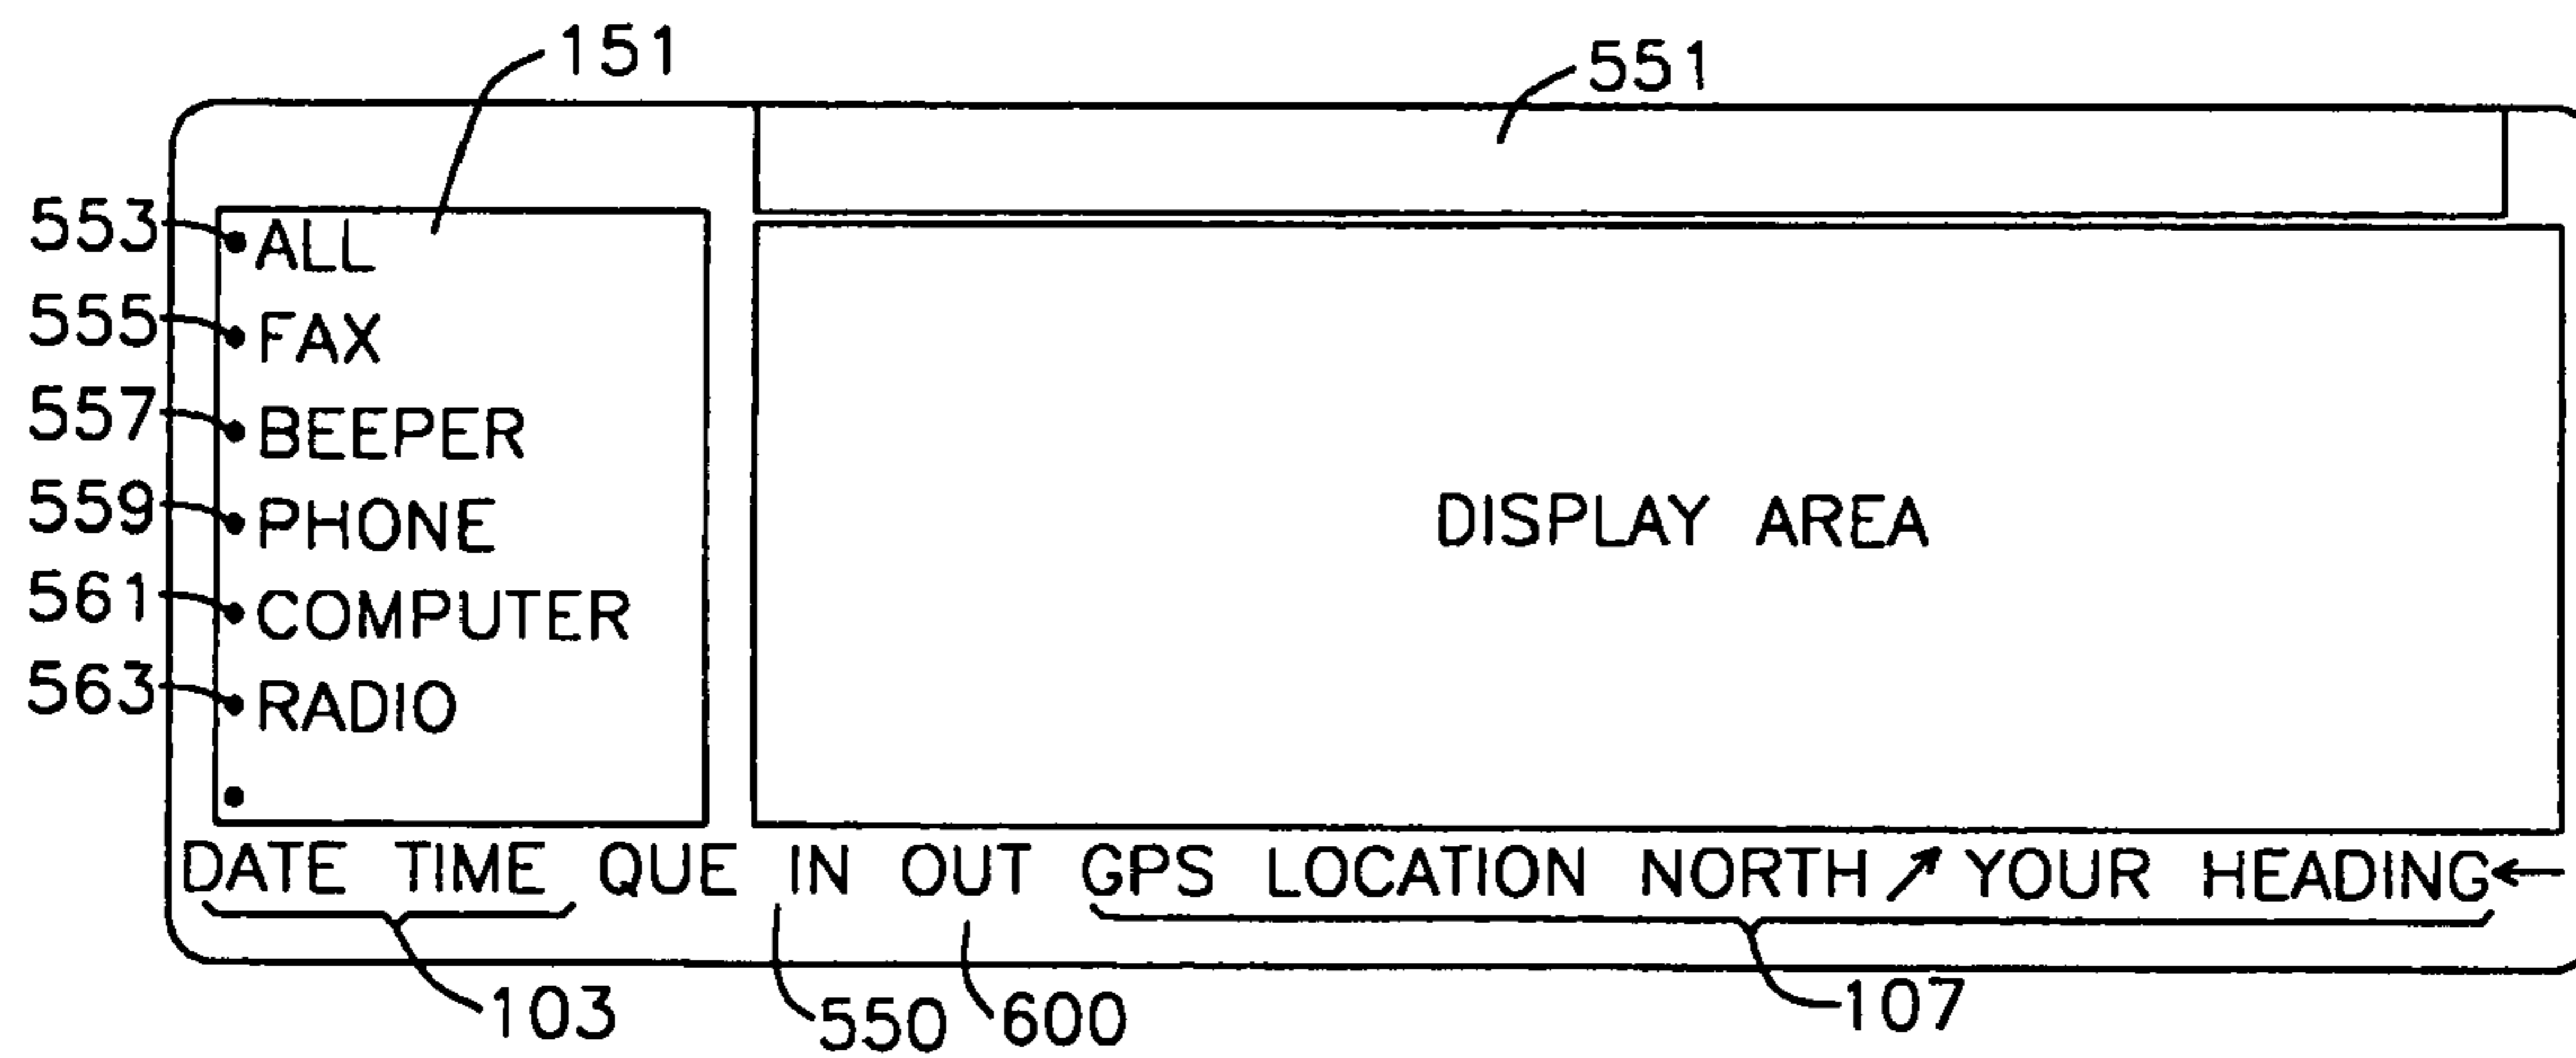 151
551
553 ALL
555 FAX
557 BEEPER
559 PHONE
DISPLAY AREA
561 COMPUTER
563 RADIO
DATE TIME QUE IN OUT GPS LOCATION NORTH ↗ YOUR HEADING ←
103
550
600
107